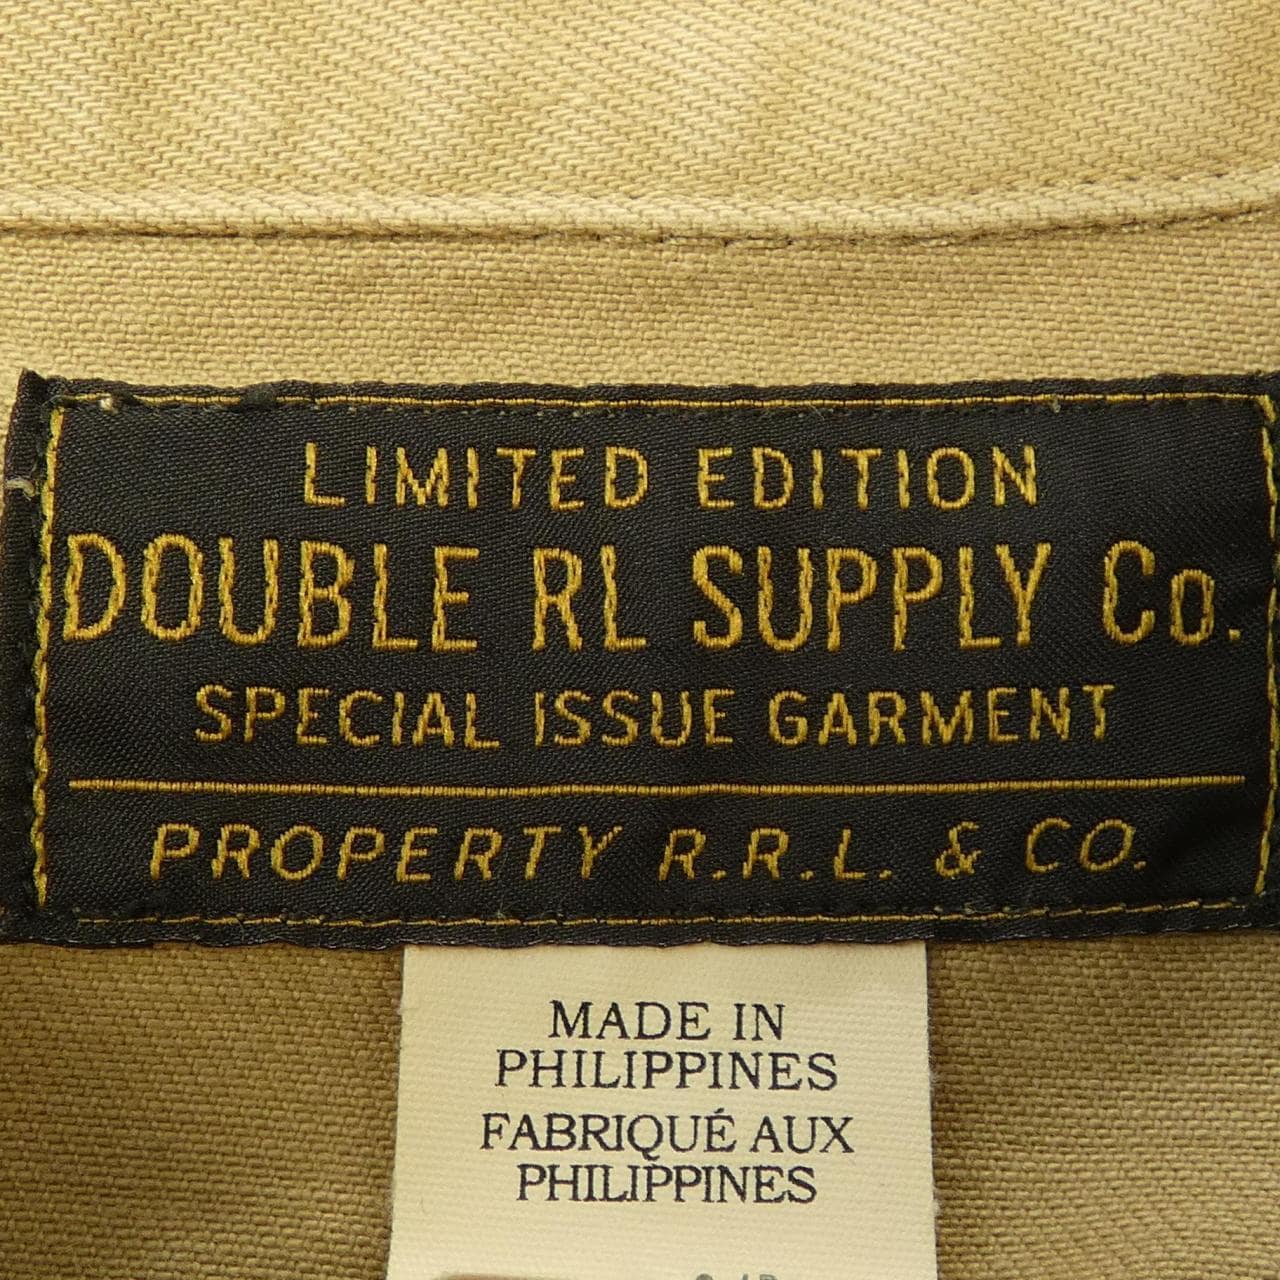 LIMITED EDITION
DOUBLE RL SUPPLY Co.
SPECIAL ISSUE GARMENT
PROPERTY R.R.L. & CO.
MADE IN
PHILIPPINES
FABRIQUÉ AUX
PHILIPPINES